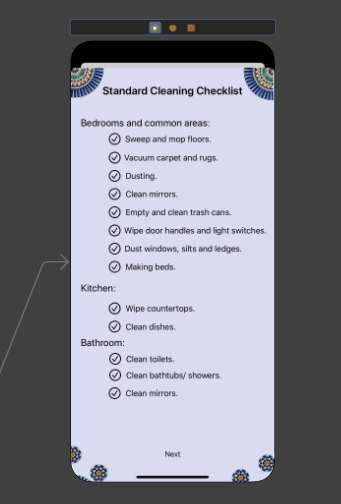 Standard Cleaning Checklist
Bedrooms and common areas:
Sweep and mop floors.
Vacuum carpet and rugs.
Dusting.
Clean mirrors.
Empty and clean trash cans.
Wipe door handles and light switches.
Dust windows, silts and ledges.
Making beds.
Kitchen:
Wipe countertops.
Clean dishes.
Bathroom:
Clean toilets.
Clean bathtubs/ showers.
Clean mirrors.
Next